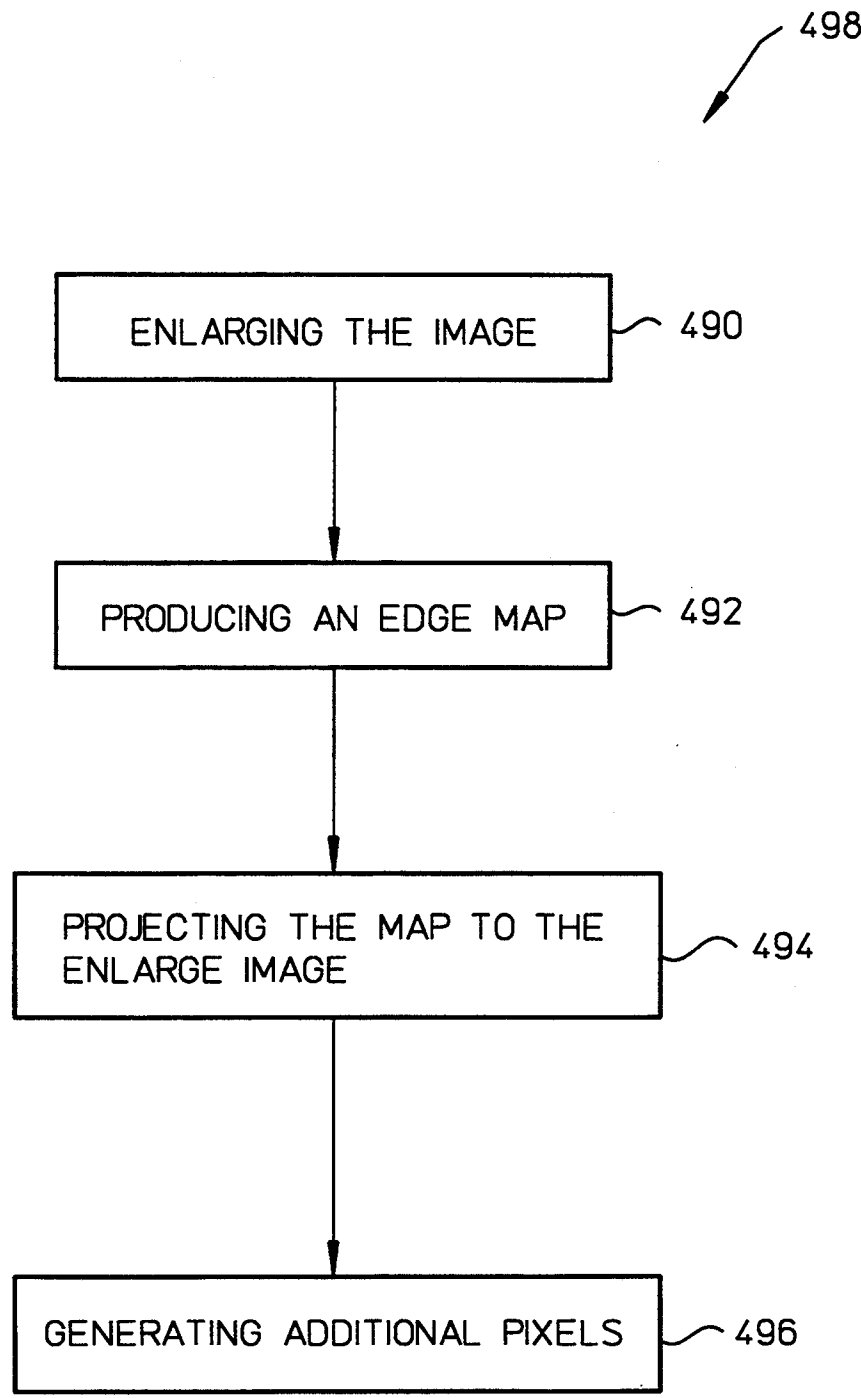 498
ENLARGING THE IMAGE
490
PRODUCING AN EDGE MAP
492
PROJECTING THE MAP TO THE
ENLARGE IMAGE
494
GENERATING ADDITIONAL PIXELS
496